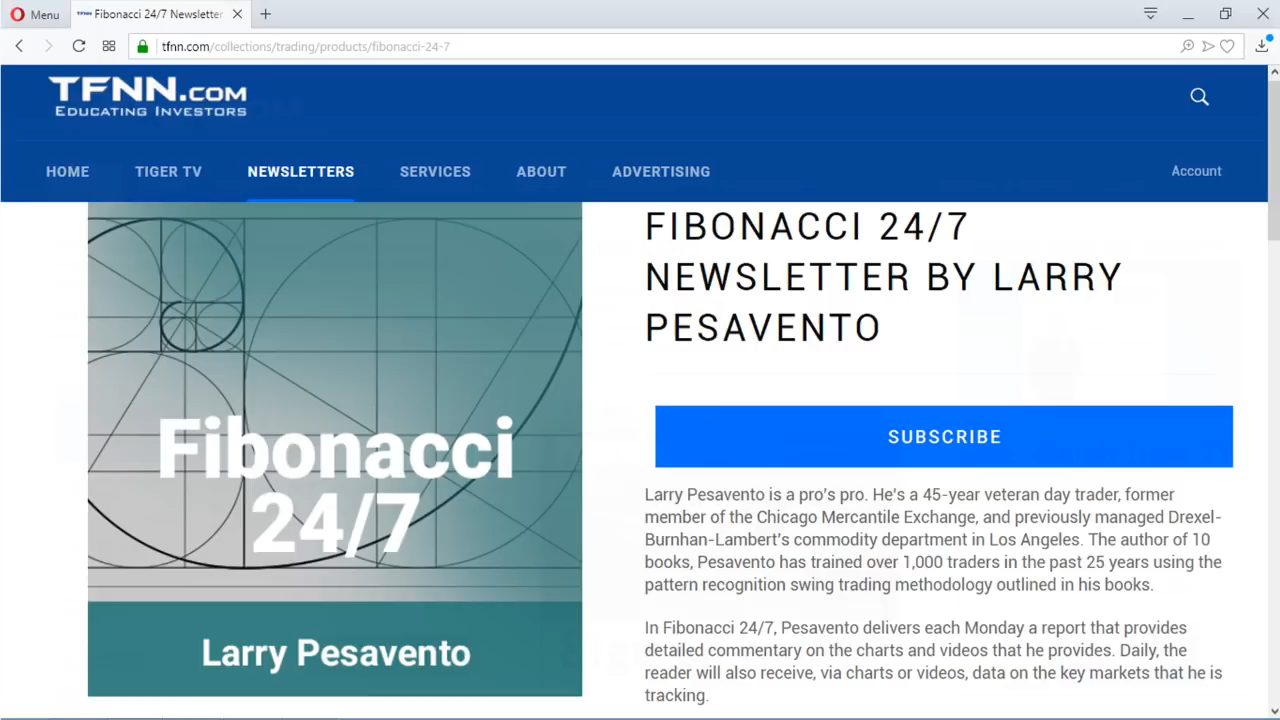 Menu
Fibonacci 24/7 Newsletter
tfnn.com/collections/trading/products/fibonacci-24-7
TFNN.COM
EDUCATING INVESTORS
HOME TIGER TV NEWSLETTERS SERVICES ABOUT ADVERTISING Account
FIBONACCI 24/7
NEWSLETTER BY LARRY
PESAVENTO
Fibonacci
24/7
Larry Pesavento
SUBSCRIBE
Larry Pesavento is a pro's pro. He's a 45-year veteran day trader, former
member of the Chicago Mercantile Exchange, and previously managed Drexel-
Burnhan-Lambert's commodity department in Los Angeles. The author of 10
books, Pesavento has trained over 1,000 traders in the past 25 years using the
pattern recognition swing trading methodology outlined in his books.
In Fibonacci 24/7, Pesavento delivers each Monday a report that provides
detailed commentary on the charts and videos that he provides. Daily, the
reader will also receive, via charts or videos, data on the key markets that he is
tracking.